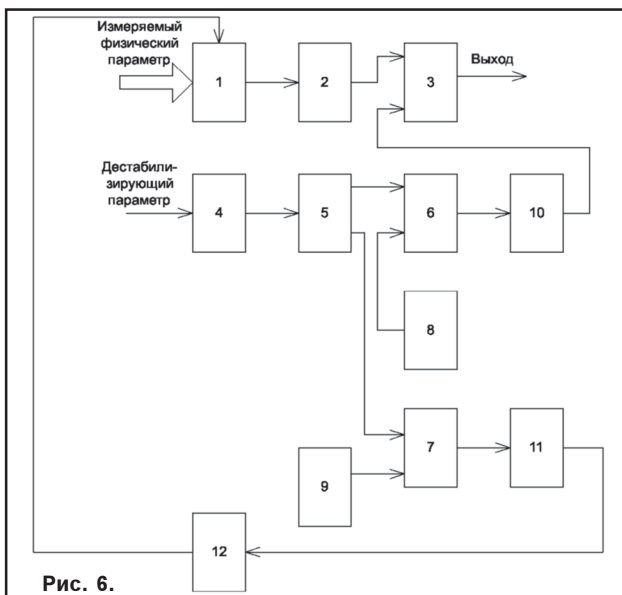 Измеряемый
физический
параметр
1
2
3
Выход
Дестабили-
зирующий
параметр
4
5
6
10
8
7
11
9
12
Рис. 6.